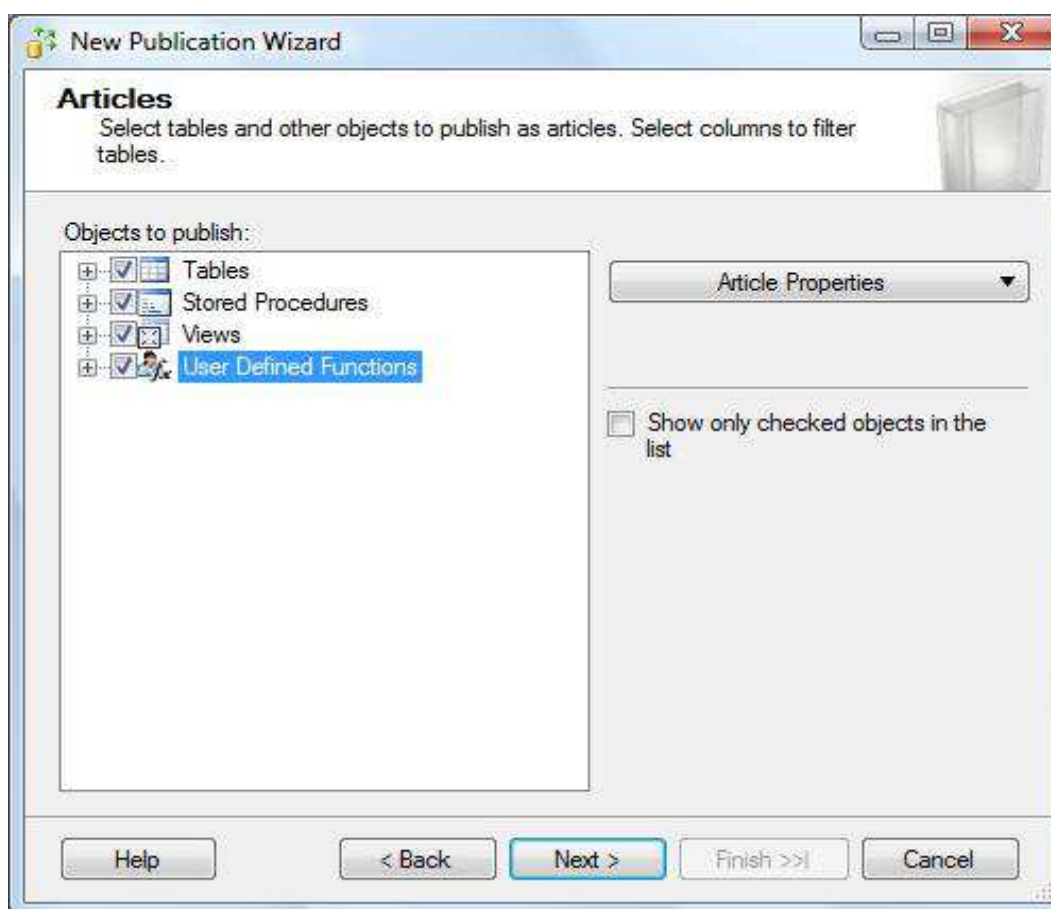 New Publication Wizard
Articles
Select tables and other objects to publish as articles. Select columns to filter
tables.
Objects to publish:
Tables
Stored Procedures
Views
User Defined Functions
Article Properties
Show only checked objects in the
list
Help
< Back
Next >
Finish >>|
Cancel